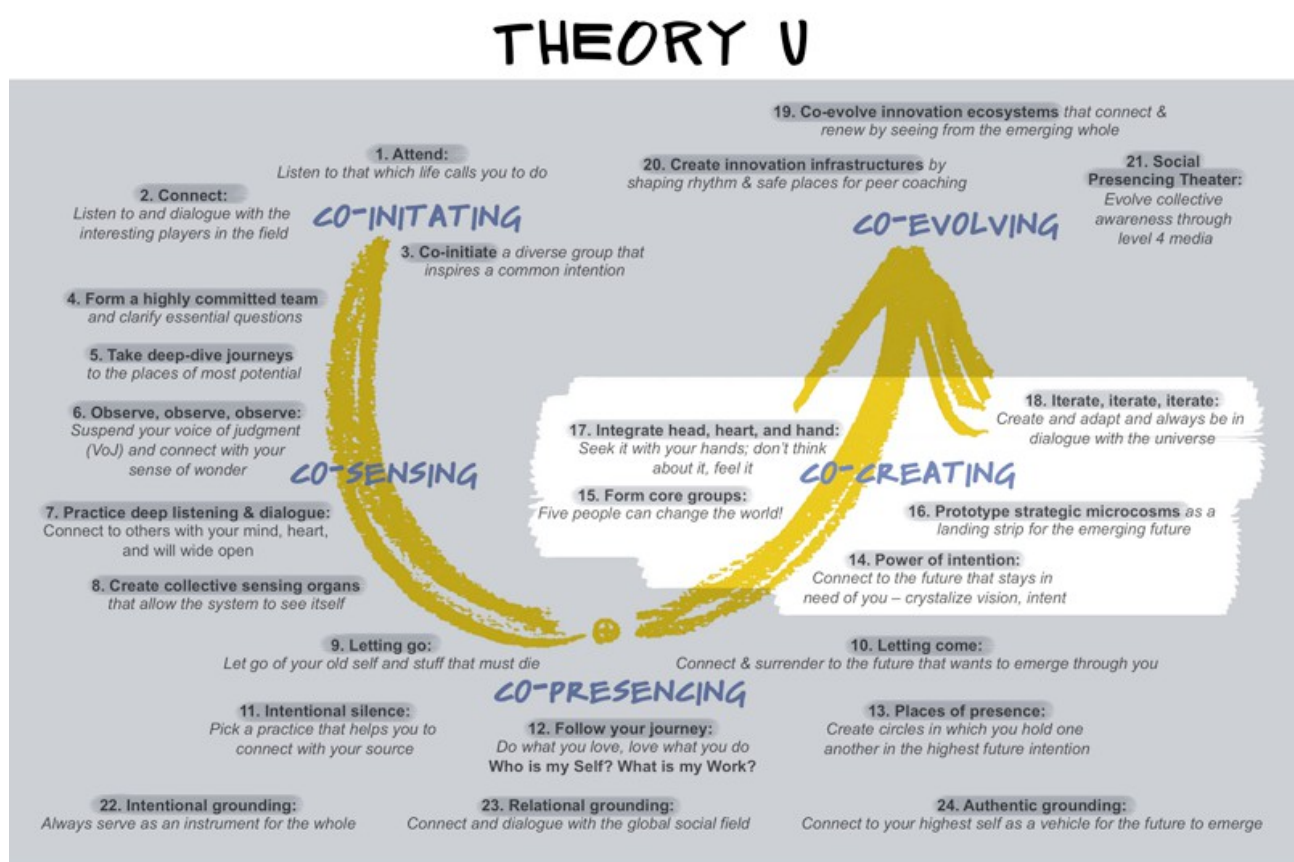 THEORY U
19. Co-evolve innovation ecosystems that connect &
renew by seeing from the emerging whole
1. Attend:
Listen to that which life calls you to do
20. Create innovation infrastructures by
shaping rhythm & safe places for peer coaching
21. Social
Presencing Theater:
Evolve collective
awareness through
level 4 media
2. Connect:
Listen to and dialogue with the
interesting players in the field
CO-INITATING
CO-EVOLVING
3. Co-initiate a diverse group that
inspires a common intention
4. Form a highly committed team
and clarify essential questions
5. Take deep-dive journeys
to the places of most potential
6. Observe, observe, observe:
Suspend your voice of judgment
(VoJ) and connect with your
sense of wonder
CO-SENSING
17. Integrate head, heart, and hand:
Seek it with your hands; don't think
about it, feel it
18. Iterate, iterate, iterate:
Create and adapt and always be in
dialogue with the universe
CO-CREATING
15. Form core groups:
Five people can change the world!
16. Prototype strategic microcosms as a
landing strip for the emerging future
7. Practice deep listening & dialogue:
Connect to others with your mind, heart,
and will wide open
14. Power of intention:
Connect to the future that stays in
need of you – crystalize vision, intent
8. Create collective sensing organs
that allow the system to see itself
9. Letting go:
Let go of your old self and stuff that must die
10. Letting come:
Connect & surrender to the future that wants to emerge through you
CO-PRESENCING
11. Intentional silence:
Pick a practice that helps you to
connect with your source
12. Follow your journey:
Do what you love, love what you do
Who is my Self? What is my Work?
13. Places of presence:
Create circles in which you hold one
another in the highest future intention
22. Intentional grounding:
Always serve as an instrument for the whole
23. Relational grounding:
Connect and dialogue with the global social field
24. Authentic grounding:
Connect to your highest self as a vehicle for the future to emerge